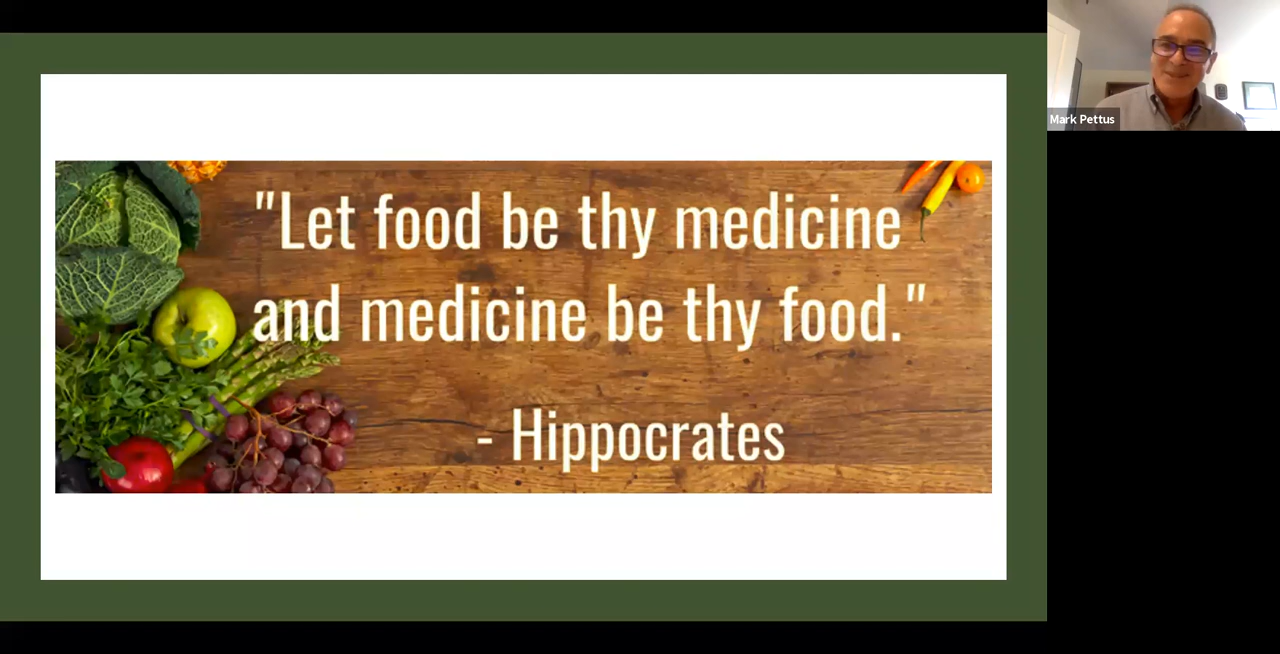 "Let food be thy medicine
and medicine be thy food."
- Hippocrates
Mark Pettus